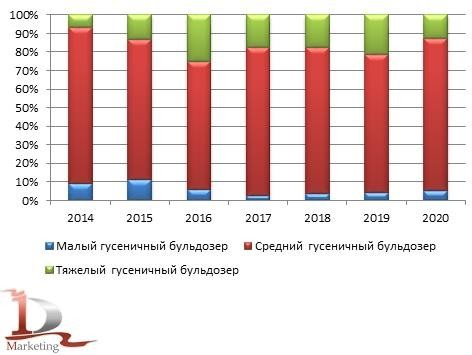 100%
90%
80%
70%
60%
50%
40%
30%
20%
10%
0%
2014 2015 2016 2017 2018 2019 2020
Малый гусеничный бульдозер Средний гусеничный бульдозер
Тяжелый гусеничный бульдозер
1D
Marketing